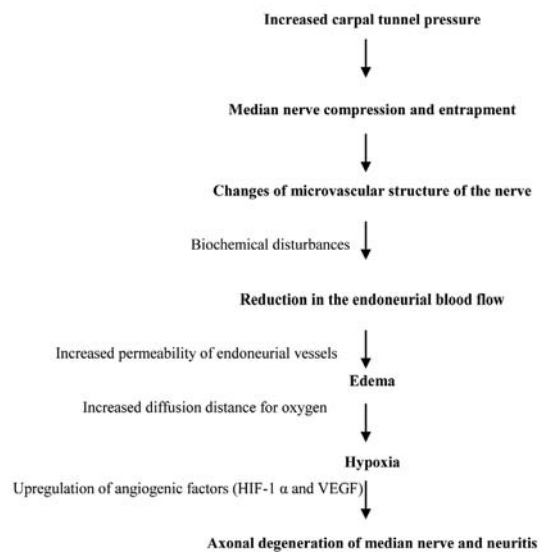 Increased carpal tunnel pressure
Median nerve compression and entrapment
Changes of microvascular structure of the nerve
Biochemical disturbances
Reduction in the endoneurial blood flow
Increased permeability of endoneurial vessels
Edema
Increased diffusion distance for oxygen
Hypoxia
Upregulation of angiogenic factors (HIF-1 α and VEGF)
Axonal degeneration of median nerve and neuritis